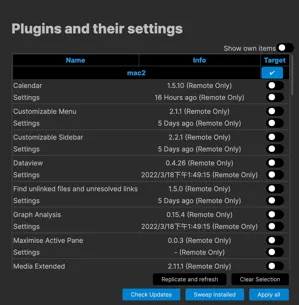 Plugins and their settings
Show own items
Name Info Target
mac2 ✔
Calendar 1.5.10 (Remote Only)
Settings 16 Hours ago (Remote Only)
Customizable Menu 2.1.1 (Remote Only)
Settings 5 Days ago (Remote Only)
Customizable Sidebar 2.2.1 (Remote Only)
Settings 5 Days ago (Remote Only)
Dataview 0.4.26 (Remote Only)
Settings 2022/3/18下午1:49:15 (Remote Only)
Find unlinked files and unresolved links 1.5.0 (Remote Only)
Settings 5 Days ago (Remote Only)
Graph Analysis 0.15.4 (Remote Only)
Settings 2022/3/18下午1:49:15 (Remote Only)
Maximise Active Pane 0.0.3 (Remote Only)
Settings - (Remote Only)
Media Extended 2.11.1 (Remote Only)
Replicate and refresh Clear Selection
Check Updates Sweep installed Apply all